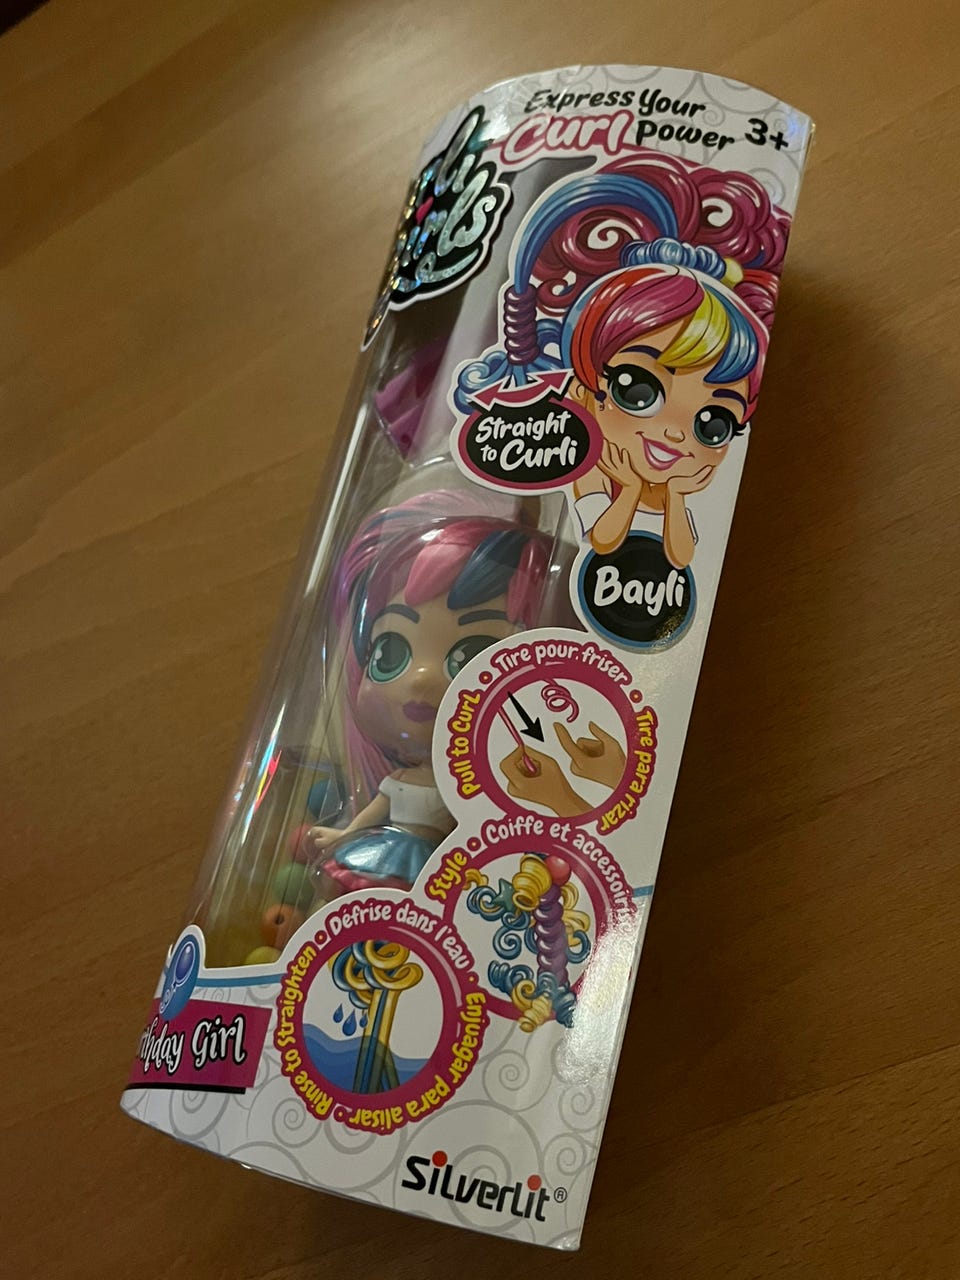 Express Your
Curl Power
3+
Straight
to Curli
Bayli
Pull to Curl • Tire pour friser • Tire para rizar
Style • Coiffe et
Rinse to Straighten • Défrise dans l'eau • Enjuagar para alisar
Girl
Silverlit®